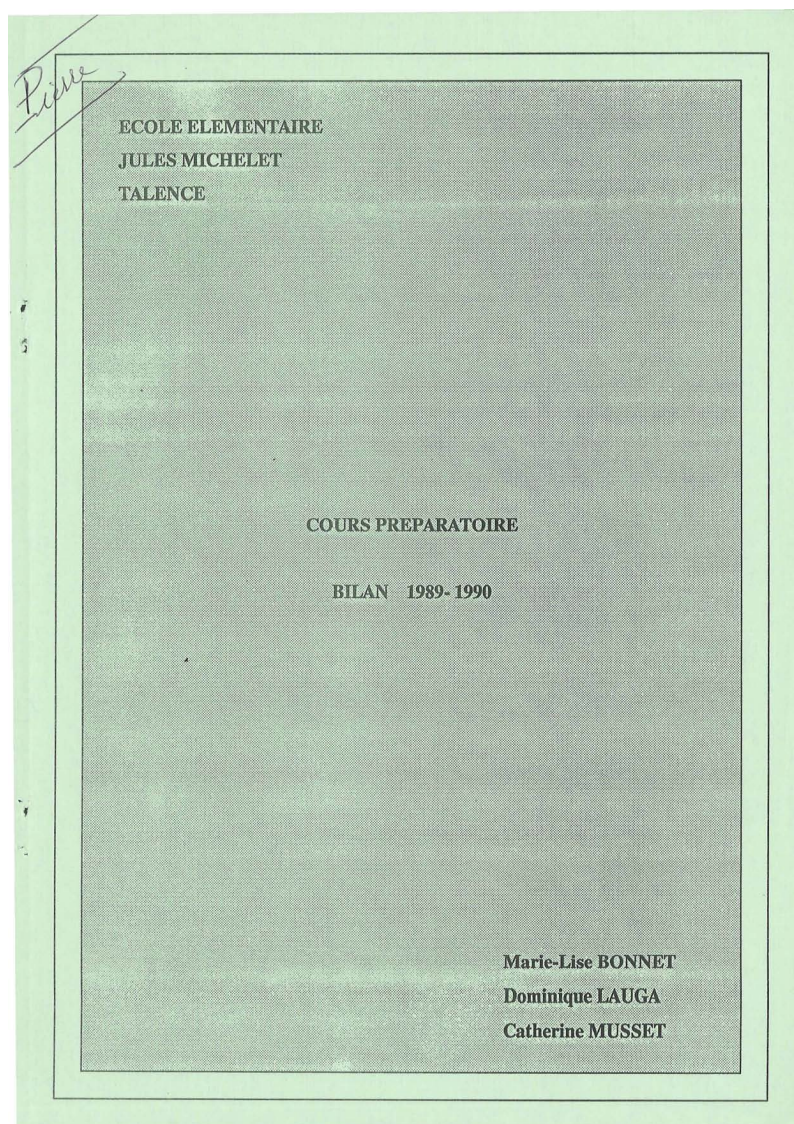 Pierre
ECOLE ELEMENTAIRE
JULES MICHELET
TALENCE
COURS PREPARATOIRE
BILAN 1989-1990
Marie-Lise BONNET
Dominique LAUGA
Catherine MUSSET